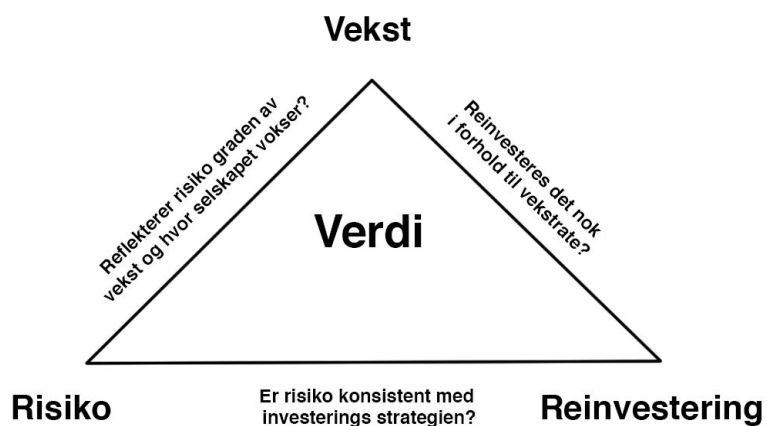 Vekst
Reflekterer risiko graden av
vekst og hvor selskapet vokser?
Reinvesteres det nok
i forhold til vekstrate?
Verdi
Risiko
Er risiko konsistent med
investerings strategien?
Reinvestering